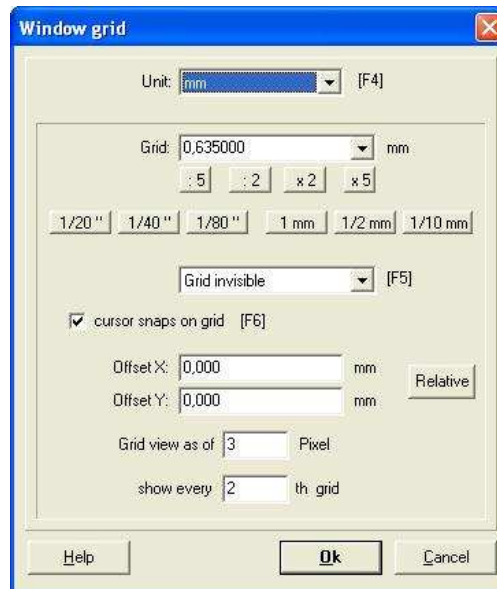 Window grid
Unit: mm [F4]
Grid: 0,635000 mm
: 5 : 2 x 2 x 5
1/20 " 1/40 " 1/80 " 1 mm 1/2 mm 1/10 mm
Grid invisible [F5]
cursor snaps on grid [F6]
Offset X: 0,000 mm
Relative
Offset Y: 0,000 mm
Grid view as of 3 Pixel
show every 2 th grid
Help Ok Cancel